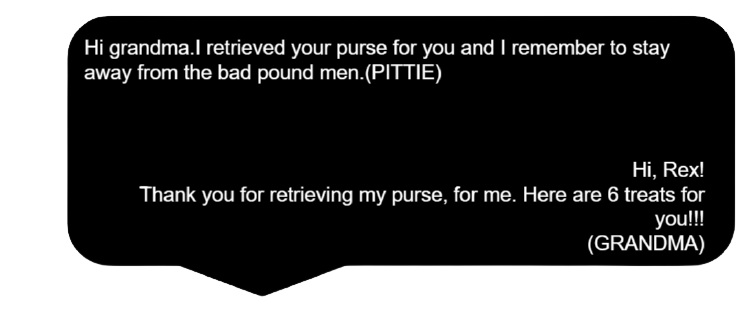 Hi grandma.I retrieved your purse for you and I remember to stay
away from the bad pound men.(PITTIE)
Hi, Rex!
Thank you for retrieving my purse, for me. Here are 6 treats for
you!!!
(GRANDMA)